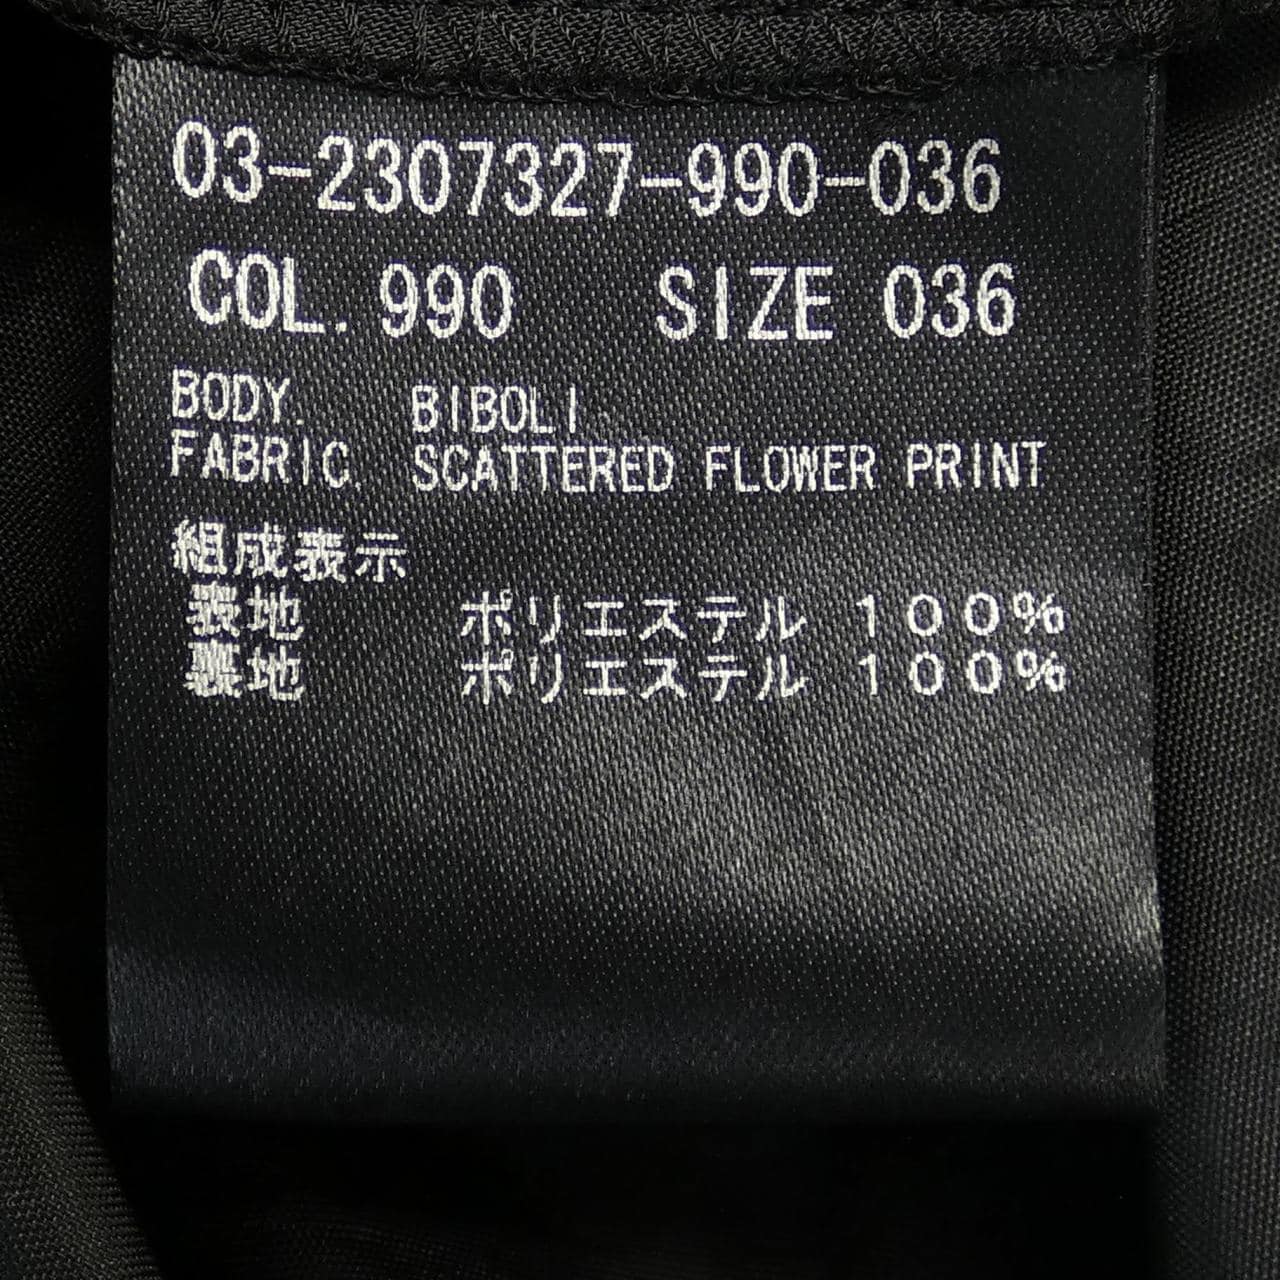 03-2307327-990-036
COL. 990 SIZE 036
BODY. BIBOLI
FABRIC. SCATTERED FLOWER PRINT
組成表示
表地 ポリエステル 100%
裏地 ポリエステル 100%